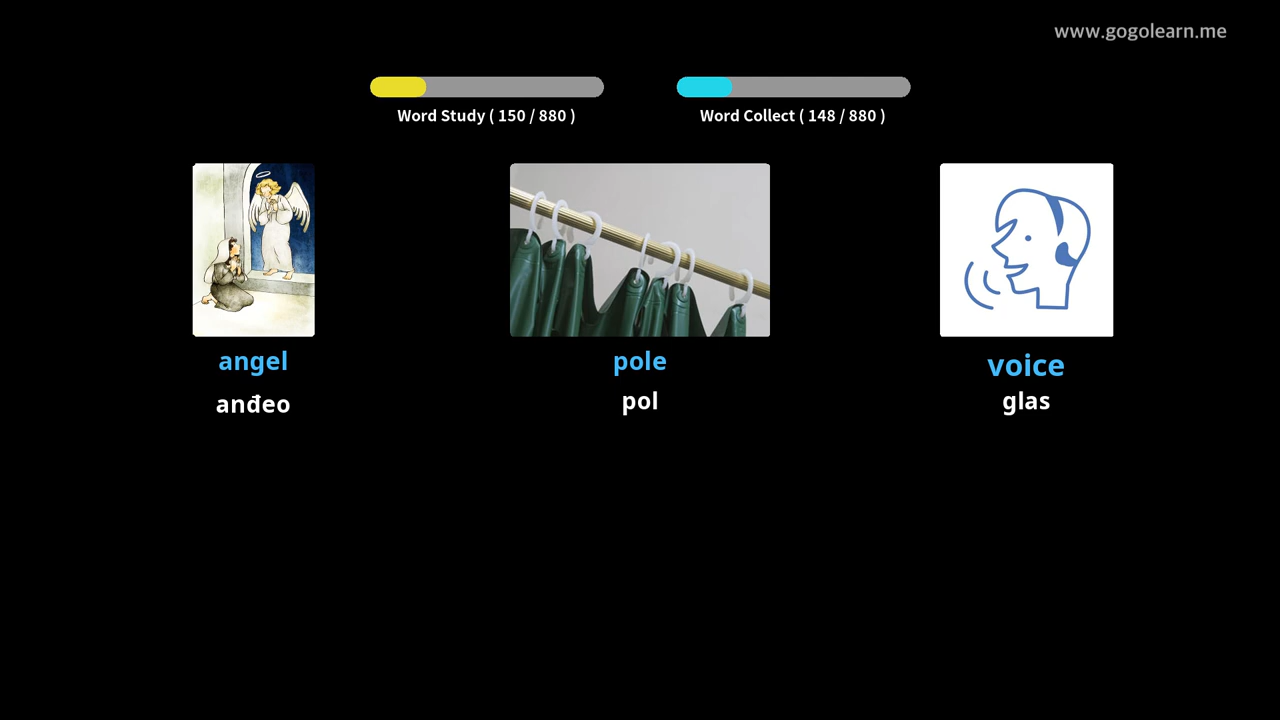 www.gogolearn.me
Word Study ( 150 / 880 )
Word Collect ( 148 / 880 )
angel
pole
voice
anđeo
pol
glas